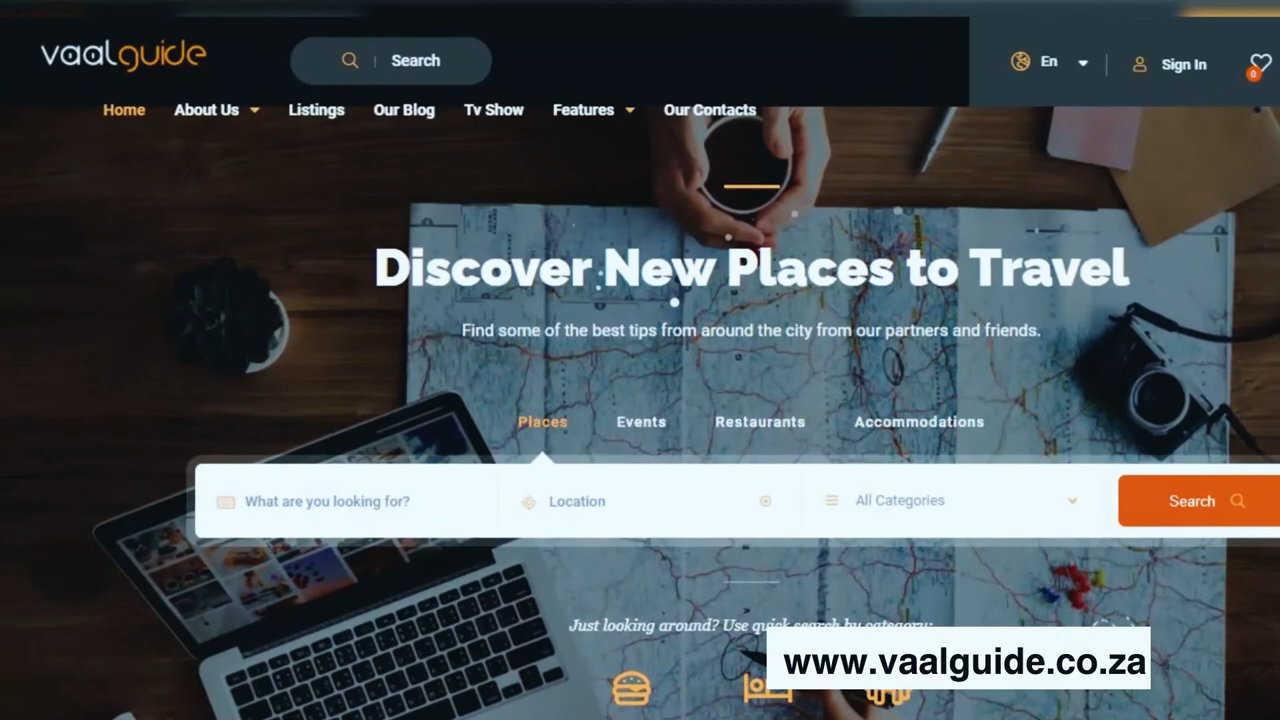 vaalguide
Search
En
Sign In
0
Home About Us Listings Our Blog Tv Show Features Our Contacts
Discover New Places to Travel
Find some of the best tips from around the city from our partners and friends.
Places Events Restaurants Accommodations
What are you looking for? Location All Categories Search
Just looking around? Use quick search by category:
www.vaalguide.co.za